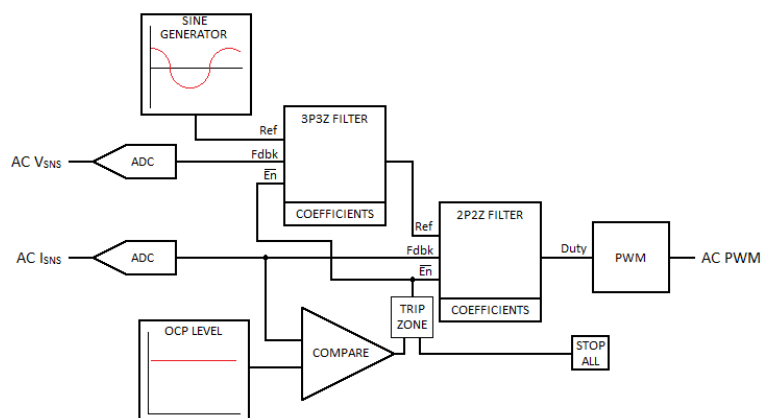 SINE
GENERATOR
3P3Z FILTER
Ref
AC VSNS
ADC
Fdbk
En
COEFFICIENTS
2P2Z FILTER
Ref
AC ISNS
ADC
Fdbk
Duty
PWM
AC PWM
En
TRIP
ZONE
COEFFICIENTS
OCP LEVEL
COMPARE
STOP
ALL